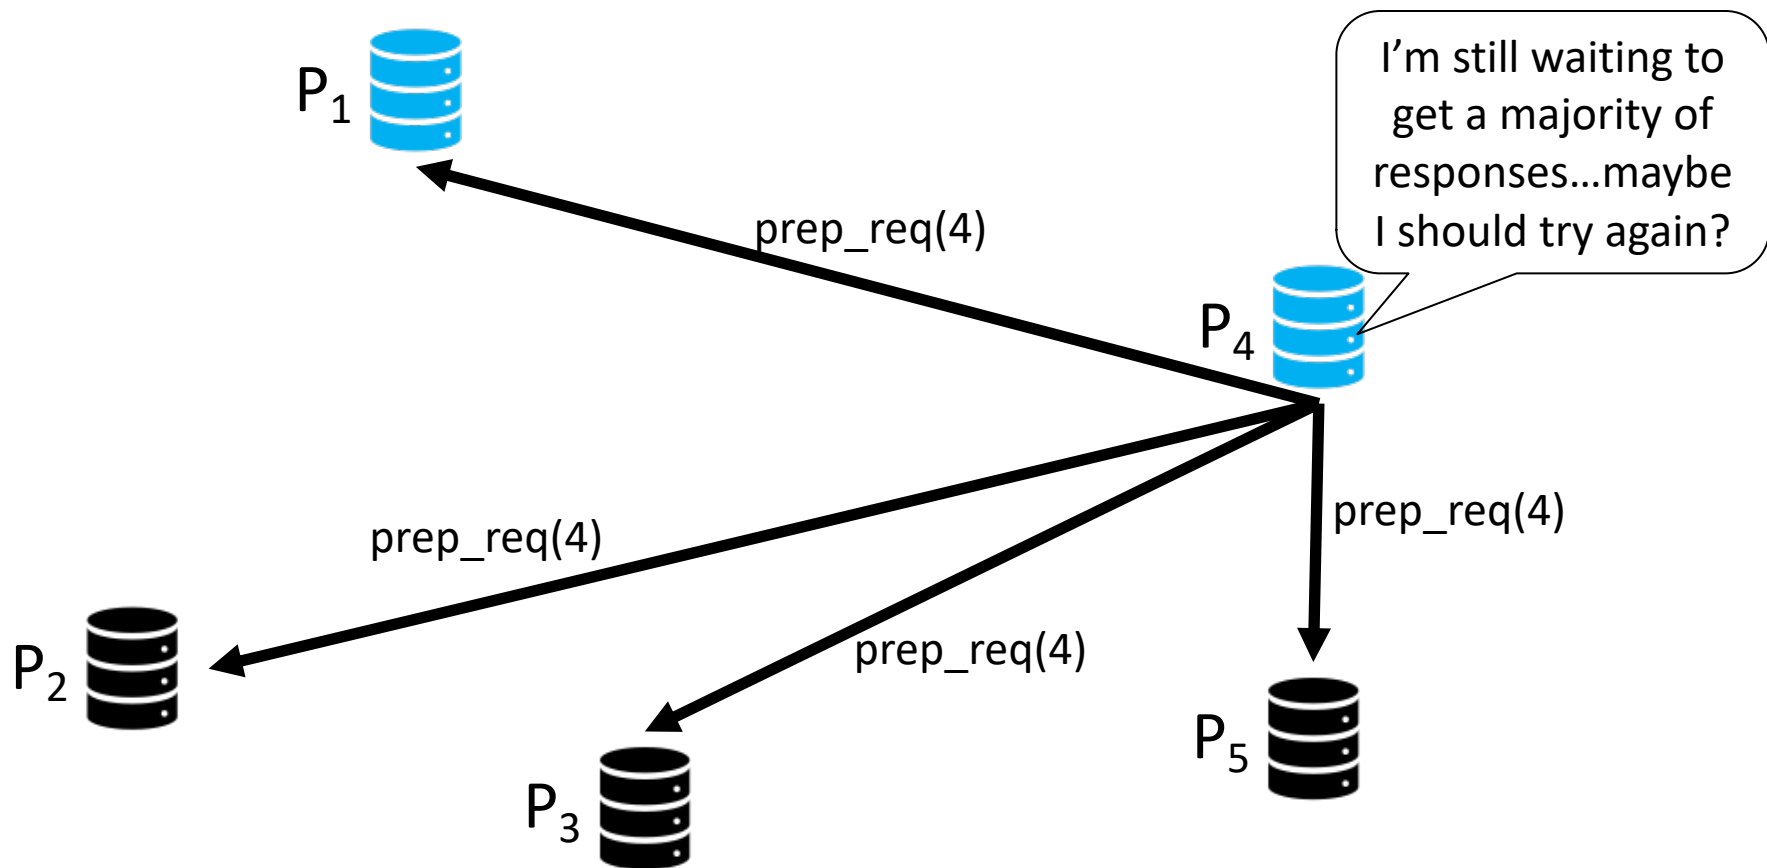 I’m still waiting to
get a majority of
responses…maybe
I should try again?
P1
prep_req(4)
P4
prep_req(4)
prep_req(4)
prep_req(4)
P2
P3
P5